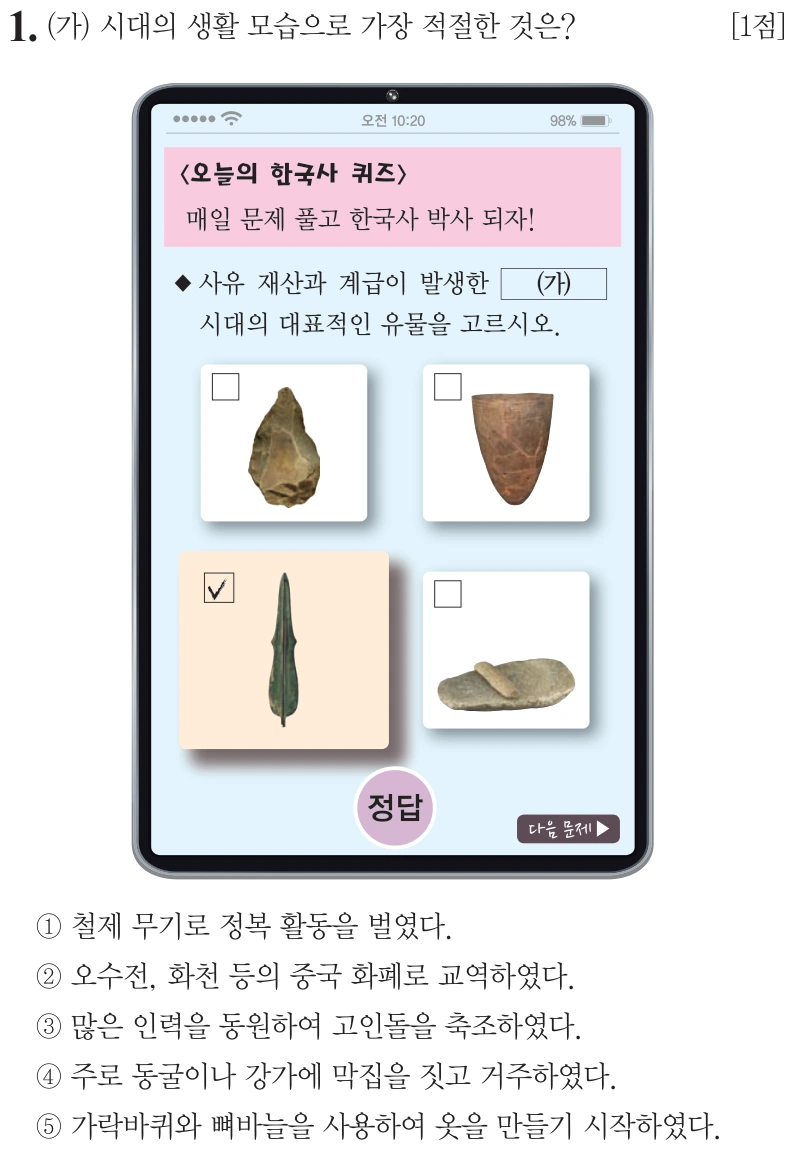 1. (가) 시대의 생활 모습으로 가장 적절한 것은? [1점]
오전 10:20 98%
<오늘의 한국사 퀴즈>
매일 문제 풀고 한국사 박사 되자!
◆ 사유 재산과 계급이 발생한 (가)
시대의 대표적인 유물을 고르시오.
정답
다음 문제 ▶
① 철제 무기로 정복 활동을 벌였다.
② 오수전, 화천 등의 중국 화폐로 교역하였다.
③ 많은 인력을 동원하여 고인돌을 축조하였다.
④ 주로 동굴이나 강가에 막집을 짓고 거주하였다.
⑤ 가락바퀴와 뼈바늘을 사용하여 옷을 만들기 시작하였다.